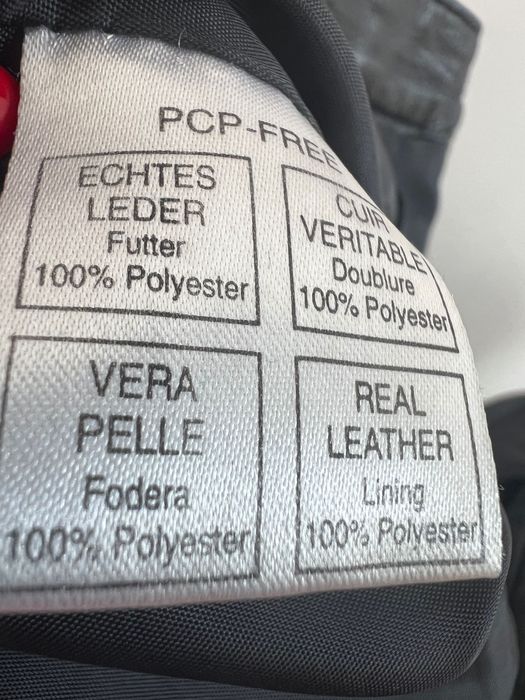 PCP-FREE
ECHTES
LEDER
Futter
100% Polyester
CUIR
VERITABLE
Doublure
100% Polyester
VERA
PELLE
Fodera
100% Polyester
REAL
LEATHER
Lining
100% Polyester